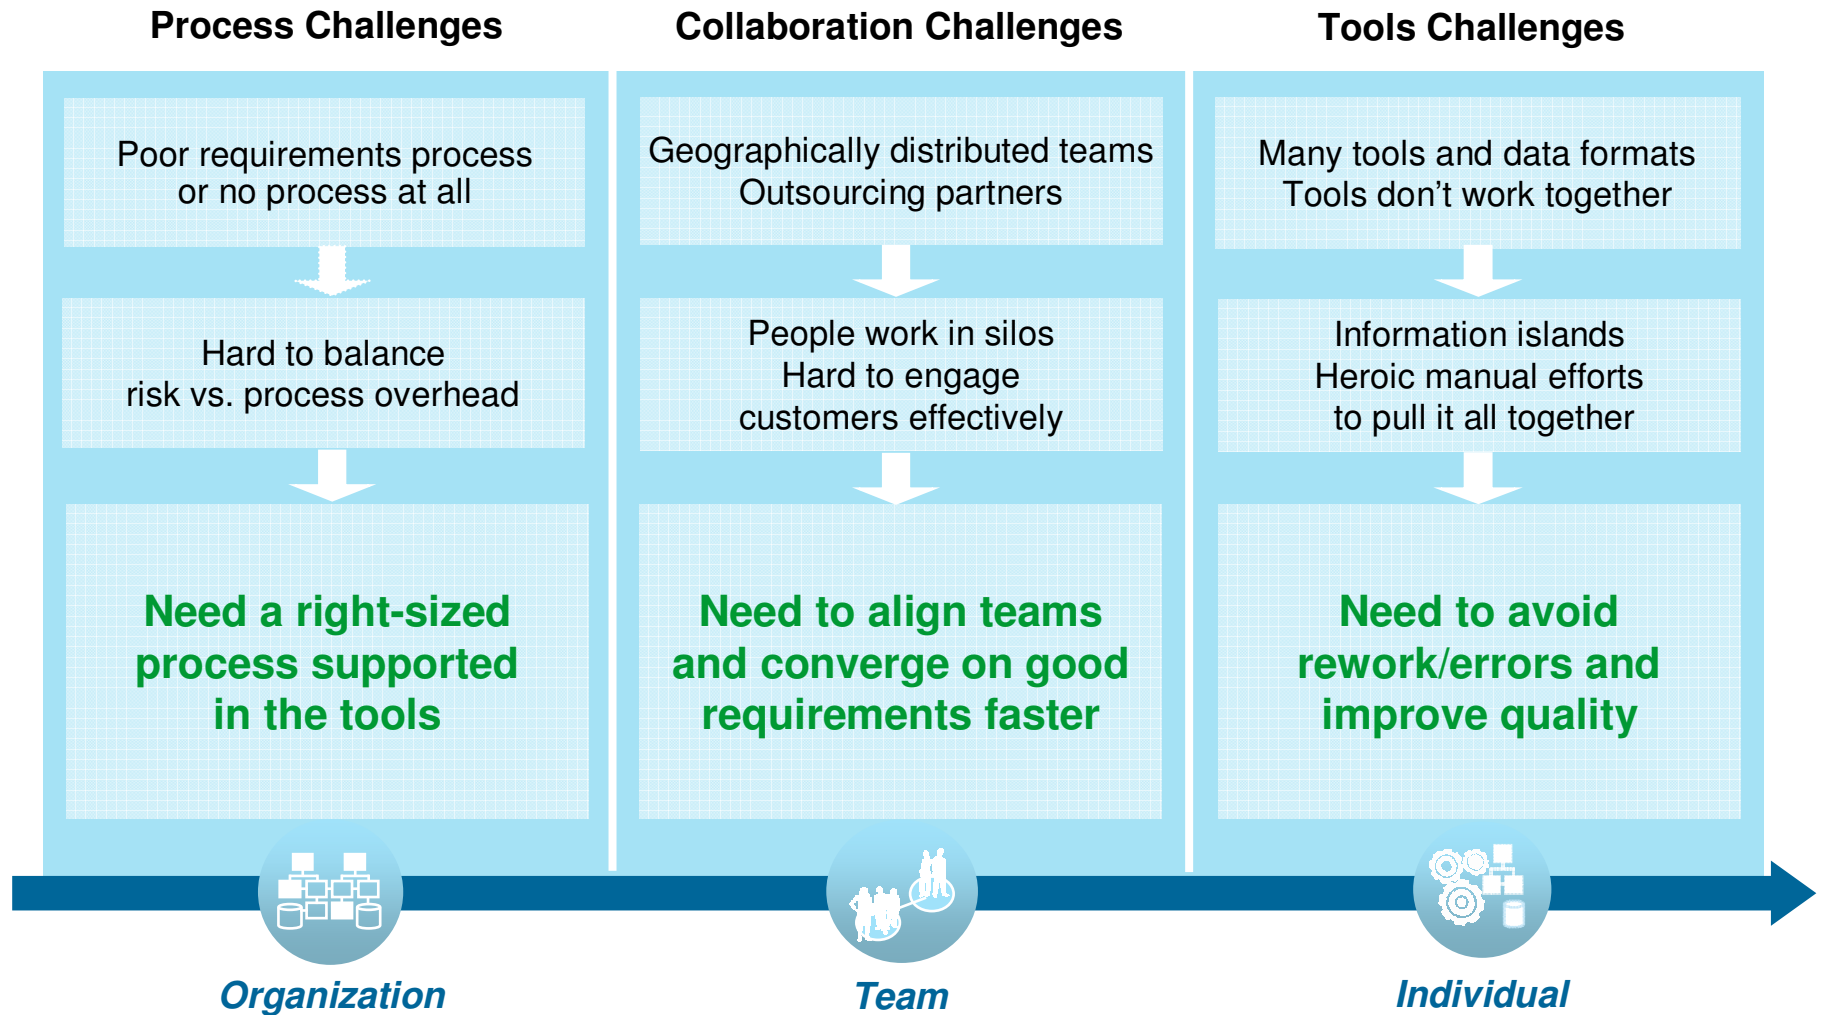 Process Challenges
Poor requirements process
or no process at all
Hard to balance
risk vs. process overhead
Need a right-sized
process supported
in the tools
Organization
Collaboration Challenges
Geographically distributed teams
Outsourcing partners
People work in silos
Hard to engage
customers effectively
Need to align teams
and converge on good
requirements faster
Team
Tools Challenges
Many tools and data formats
Tools don’t work together
Information islands
Heroic manual efforts
to pull it all together
Need to avoid
rework/errors and
improve quality
Individual